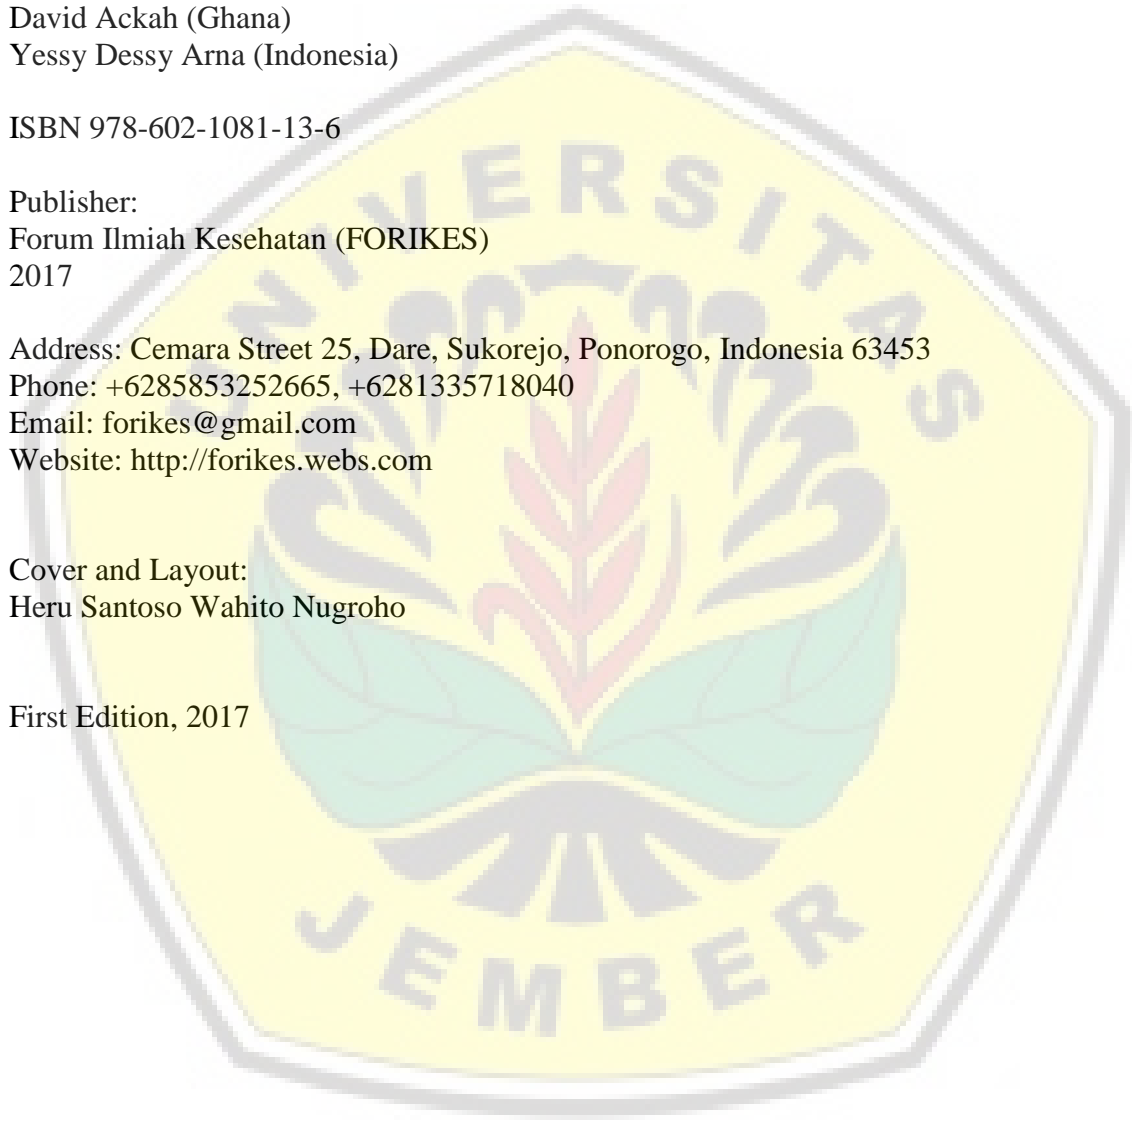 David Ackah (Ghana)
Yessy Dessy Arna (Indonesia)
ISBN 978-602-1081-13-6
Publisher:
Forum Ilmiah Kesehatan (FORIKES)
2017
Address: Cemara Street 25, Dare, Sukorejo, Ponorogo, Indonesia 63453
Phone: +6285853252665, +6281335718040
Email: forikes@gmail.com
Website: http://forikes.webs.com
Cover and Layout:
Heru Santoso Wahito Nugroho
First Edition, 2017
UNIVERSITAS
JEMBER